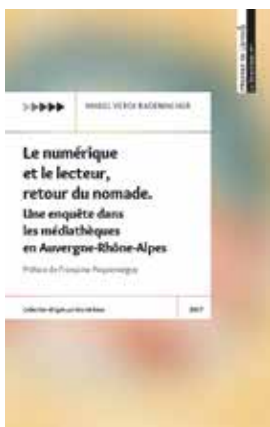 MABEL VERDI RADEMACHER
Le numérique
et le lecteur,
retour du nomade.
Une enquête dans
les médiathèques
en Auvergne-Rhône-Alpes
Préface de Françoise Paquienséguy
2017